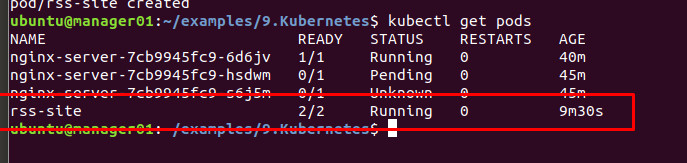 pod/rss-site created
ubuntu@manager01:~/examples/9.Kubernetes$ kubectl get pods
NAME READY STATUS RESTARTS AGE
nginx-server-7cb9945fc9-6d6jv 1/1 Running 0 40m
nginx-server-7cb9945fc9-hsdwm 0/1 Pending 0 45m
nginx-server-7cb9945fc9-s6j5m 0/1 Unknown 0 45m
rss-site 2/2 Running 0 9m30s
ubuntu@manager01:~/examples/9.Kubernetes$